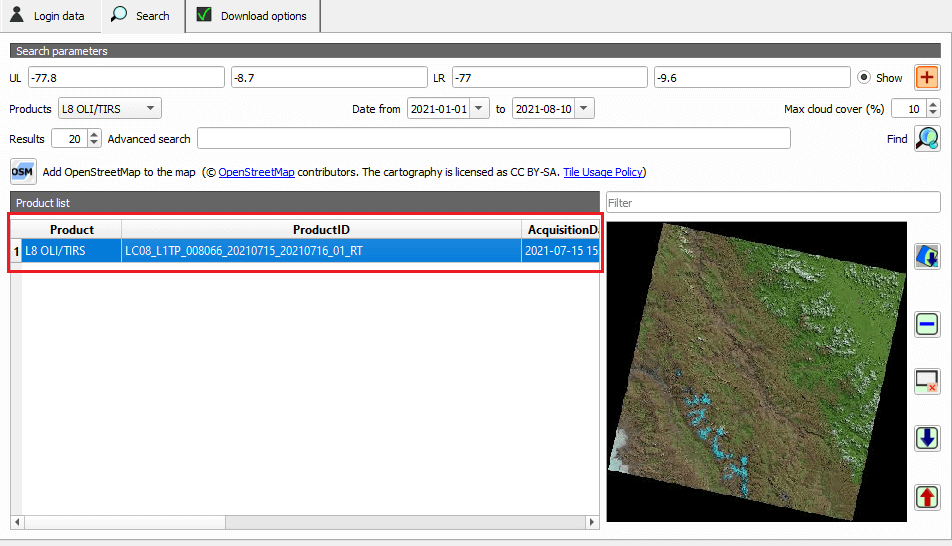 Login data Search Download options
Search parameters
UL -77.8 -8.7 LR -77 -9.6 Show
Products L8 OLI/TIRS Date from 2021-01-01 to 2021-08-10 Max cloud cover (%) 10
Results 20 Advanced search Find
OSM Add OpenStreetMap to the map (© OpenStreetMap contributors. The cartography is licensed as CC BY-SA. Tile Usage Policy)
Product list Filter
Product ProductID AcquisitionDa
1 L8 OLI/TIRS LC08_L1TP_008066_20210715_20210716_01_RT 2021-07-15 15